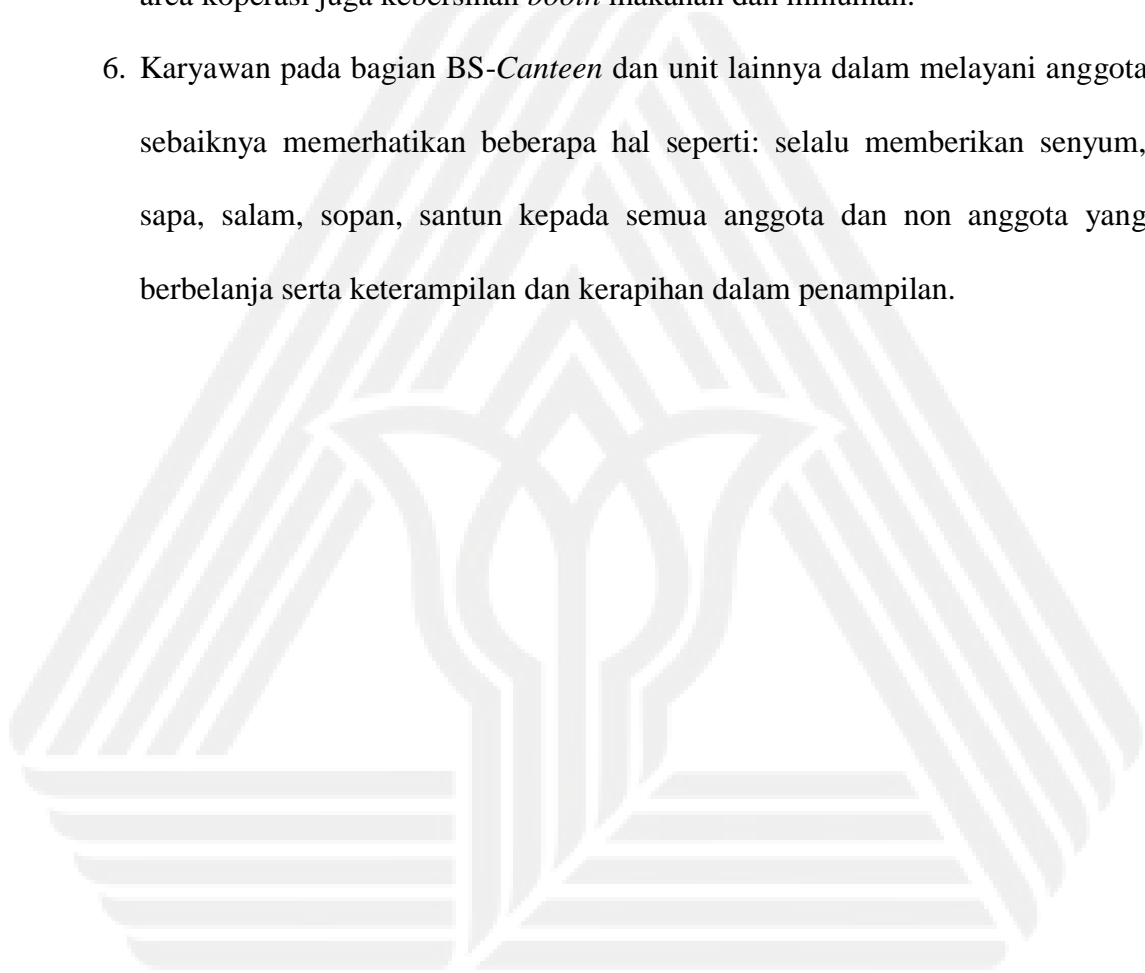 area koperasi juga kebersihan booth makanan dan minuman.
6. Karyawan pada bagian BS-Canteen dan unit lainnya dalam melayani anggota
sebaiknya memerhatikan beberapa hal seperti: selalu memberikan senyum,
sapa, salam, sopan, santun kepada semua anggota dan non anggota yang
berbelanja serta keterampilan dan kerapihan dalam penampilan.